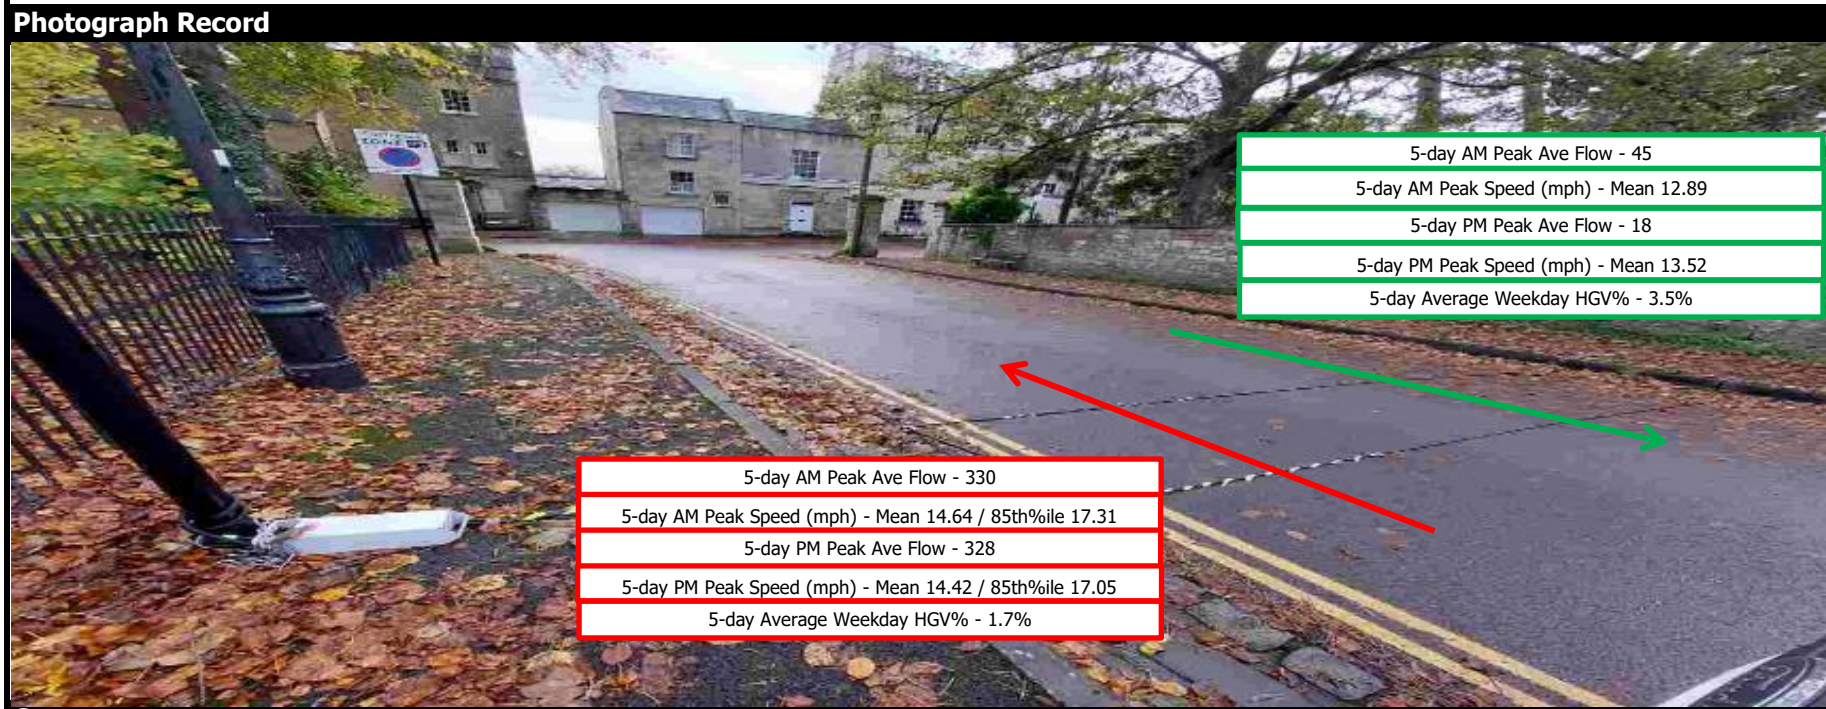 Photograph Record
ZONE
5-day AM Peak Ave Flow - 45
5-day AM Peak Speed (mph) - Mean 12.89
5-day PM Peak Ave Flow - 18
5-day PM Peak Speed (mph) - Mean 13.52
5-day Average Weekday HGV% - 3.5%
5-day AM Peak Ave Flow - 330
5-day AM Peak Speed (mph) - Mean 14.64 / 85th%ile 17.31
5-day PM Peak Ave Flow - 328
5-day PM Peak Speed (mph) - Mean 14.42 / 85th%ile 17.05
5-day Average Weekday HGV% - 1.7%